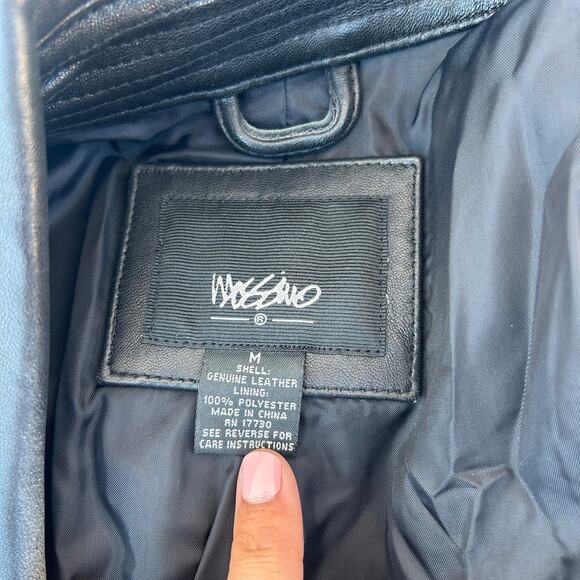 Mossimo
®
M
SHELL:
GENUINE LEATHER
LINING:
100% POLYESTER
MADE IN CHINA
RN 17730
SEE REVERSE FOR
CARE INSTRUCTIONS